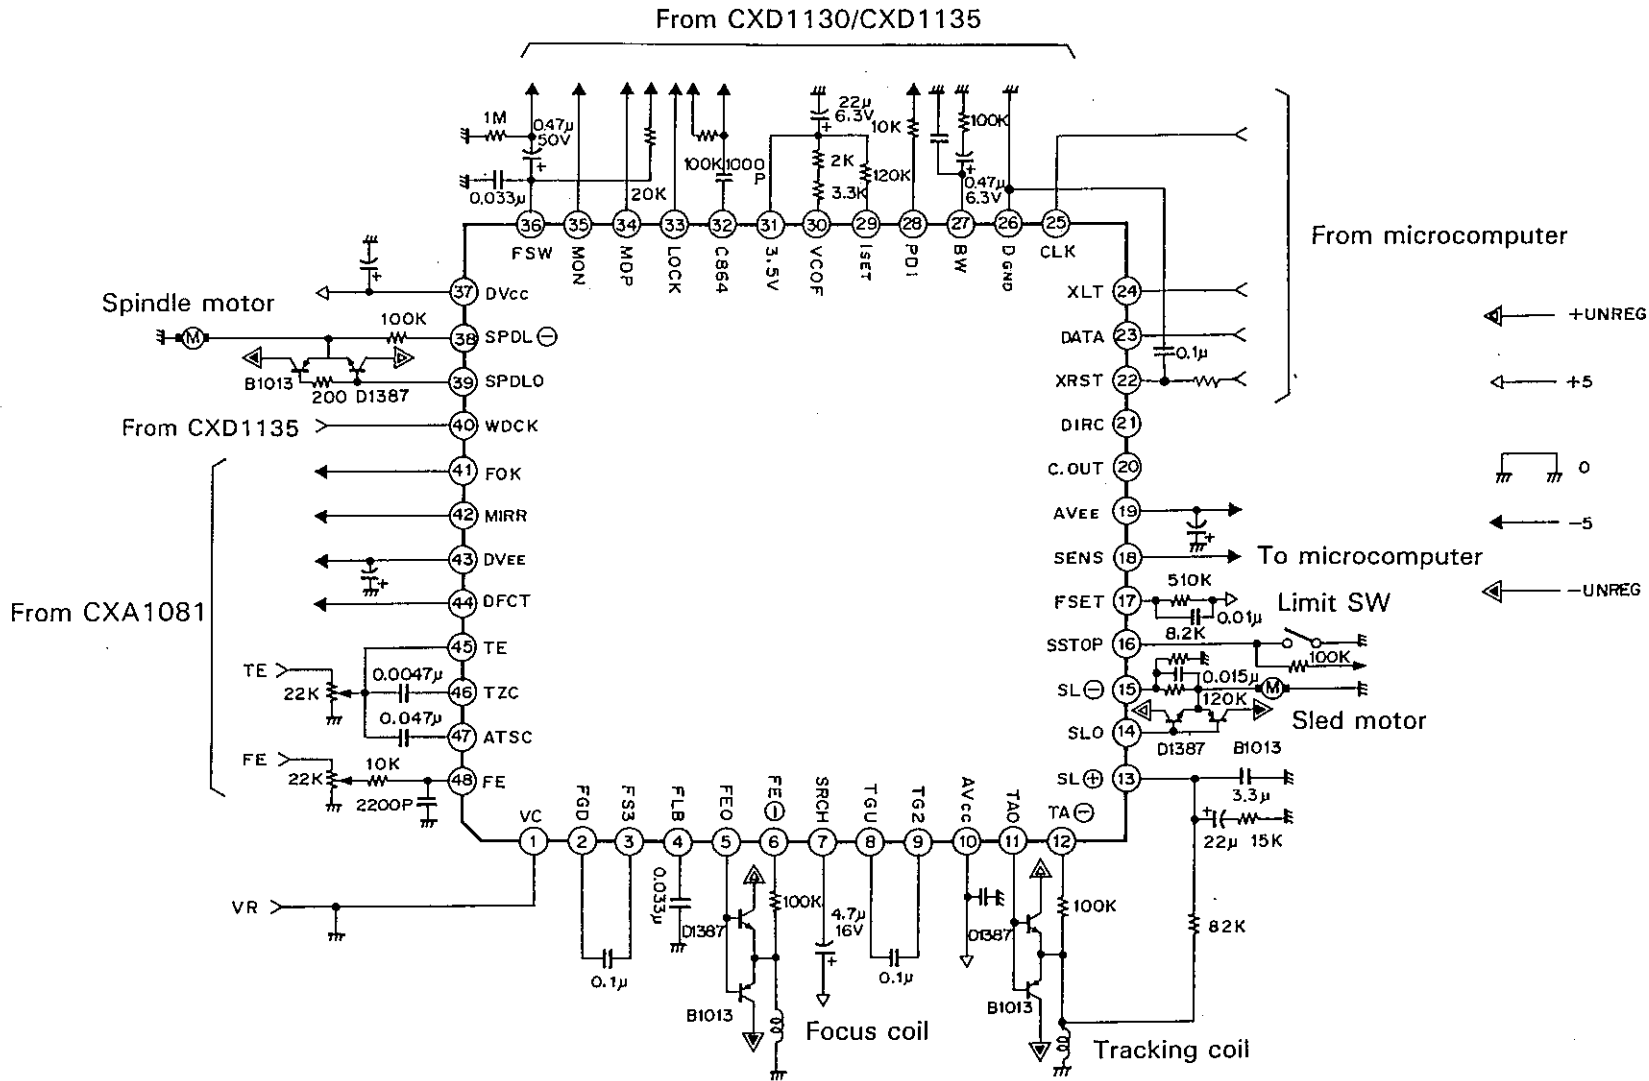 From CXD1130/CXD1135
1M
0.47μ
50V
0.033μ
20K
100K
1000
P
22μ
6.3V
2K
3.3K
120K
10K
100K
0.47μ
6.3V
36 35 34 33 32 31 30 29 28 27 26 25
FSW MON MDP LOCK C864 3.5V VCOF ISET PDI BW DGND CLK
From microcomputer
37 DVcc
Spindle motor
M
100K
38 SPDL⊖
B1013
200
D1387
39 SPDLO
From CXD1135
40 WDCK
41 FOK
42 MIRR
43 DVEE
44 DFCT
From CXA1081
45 TE
TE
22K
0.0047μ
46 TZC
0.047μ
47 ATSC
FE
22K
10K
2200P
48 FE
XLT 24
DATA 23
0.1μ
XRST 22
DIRC 21
C.OUT 20
AVEE 19
SENS 18
To microcomputer
FSET 17
510K
0.01μ
Limit SW
8.2K
SSTOP 16
100K
0.015μ
SL⊖ 15
120K
M
Sled motor
SLO 14
D1387
B1013
SL⊕ 13
3.3μ
22μ
15K
82K
+UNREG
+5
0
−5
−UNREG
VC FGD FS3 FLB FEO FE⊖ SRCH TGU TG2 AVcc TAO TA⊖
1 2 3 4 5 6 7 8 9 10 11 12
VR
0.1μ
0.033μ
D1387
100K
B1013
4.7μ
16V
Focus coil
0.1μ
D1387
100K
B1013
Tracking coil